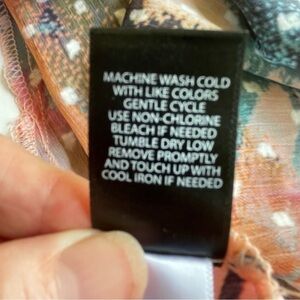 MACHINE WASH COLD
WITH LIKE COLORS
GENTLE CYCLE
USE NON-CHLORINE
BLEACH IF NEEDED
TUMBLE DRY LOW
REMOVE PROMPTLY
AND TOUCH UP WITH
COOL IRON IF NEEDED